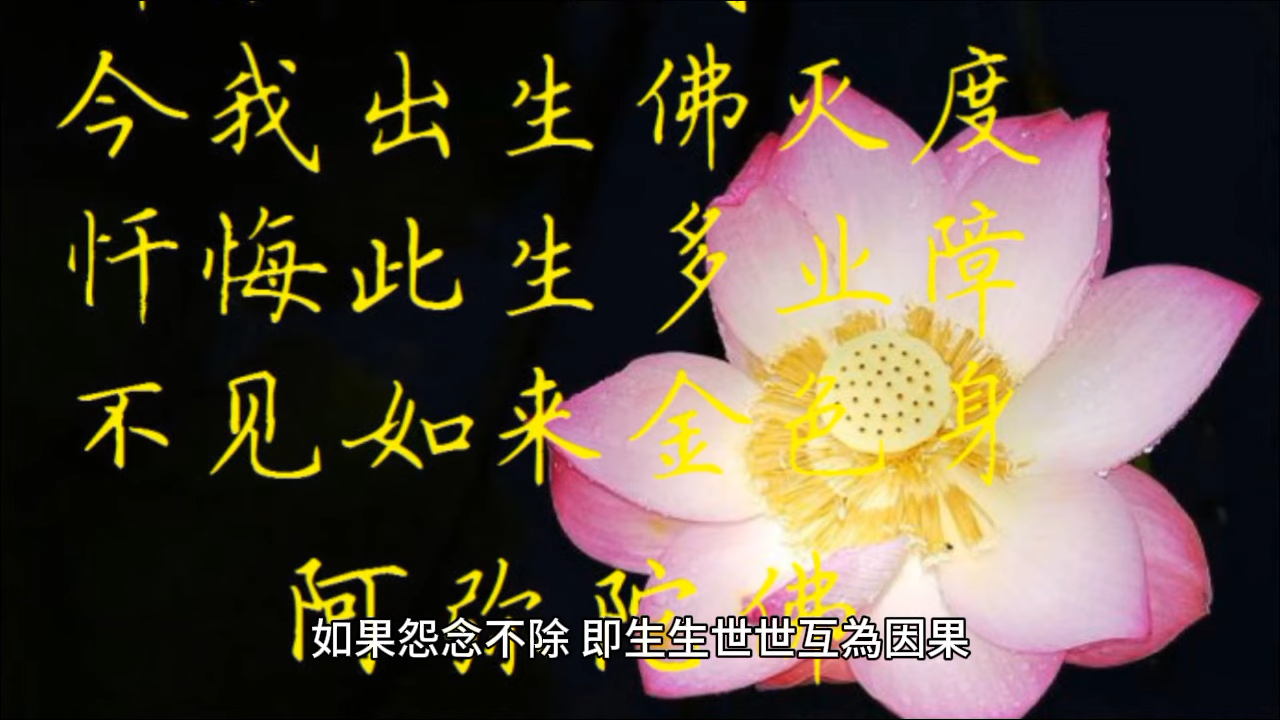 今我出生佛灭度
忏悔此生多业障
不见如来金色身
阿弥陀佛
如果怨念不除 即生生世世互為因果